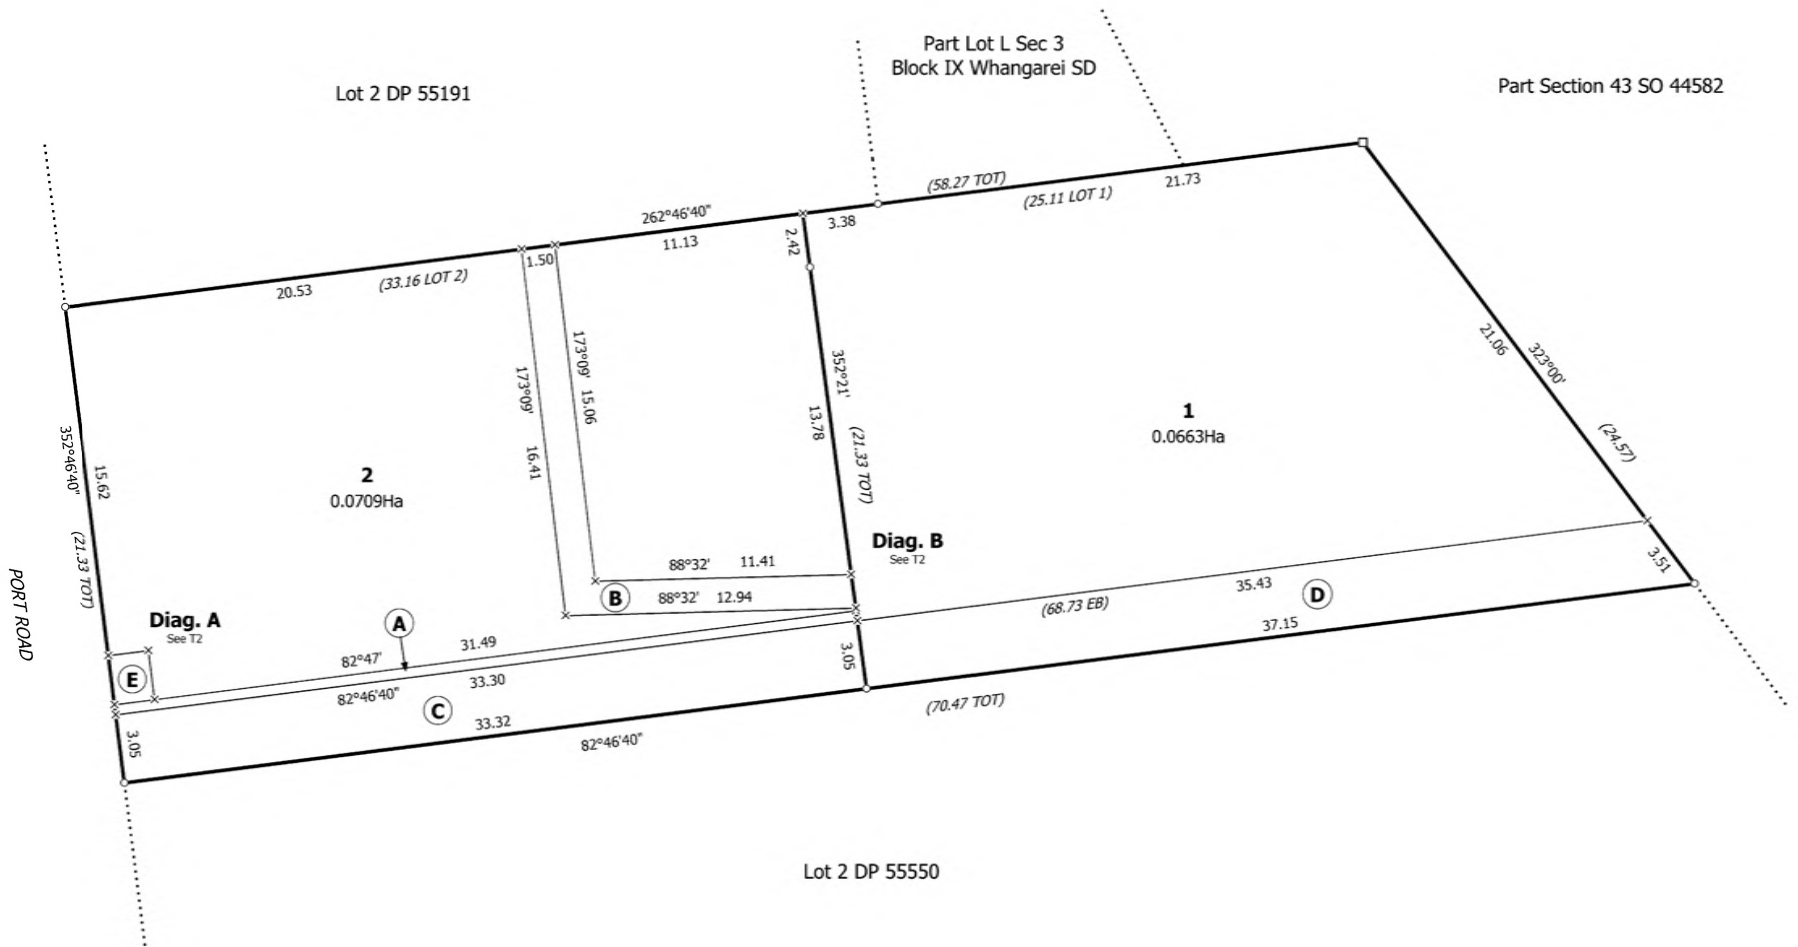 Part Lot L Sec 3
Block IX Whangarei SD
Lot 2 DP 55191
Part Section 43 SO 44582
(58.27 TOT)
21.73
(25.11 LOT 1)
262°46'40"
3.38
11.13
2.42
1.50
(33.16 LOT 2)
20.53
173°09' 15.06
173°09' 16.41
352°21' 13.78
(21.33 TOT)
21.06
323°00'
(24.57)
3.51
1
0.0663Ha
352°46'40"
15.62
(21.33 TOT)
2
0.0709Ha
Diag. B
See T2
88°32' 11.41
B
88°32' 12.94
PORT ROAD
Diag. A
See T2
A
35.43
D
(68.73 EB)
37.15
82°47' 31.49
3.05
E
82°46'40" 33.30
C
(70.47 TOT)
33.32
3.05
82°46'40"
Lot 2 DP 55550